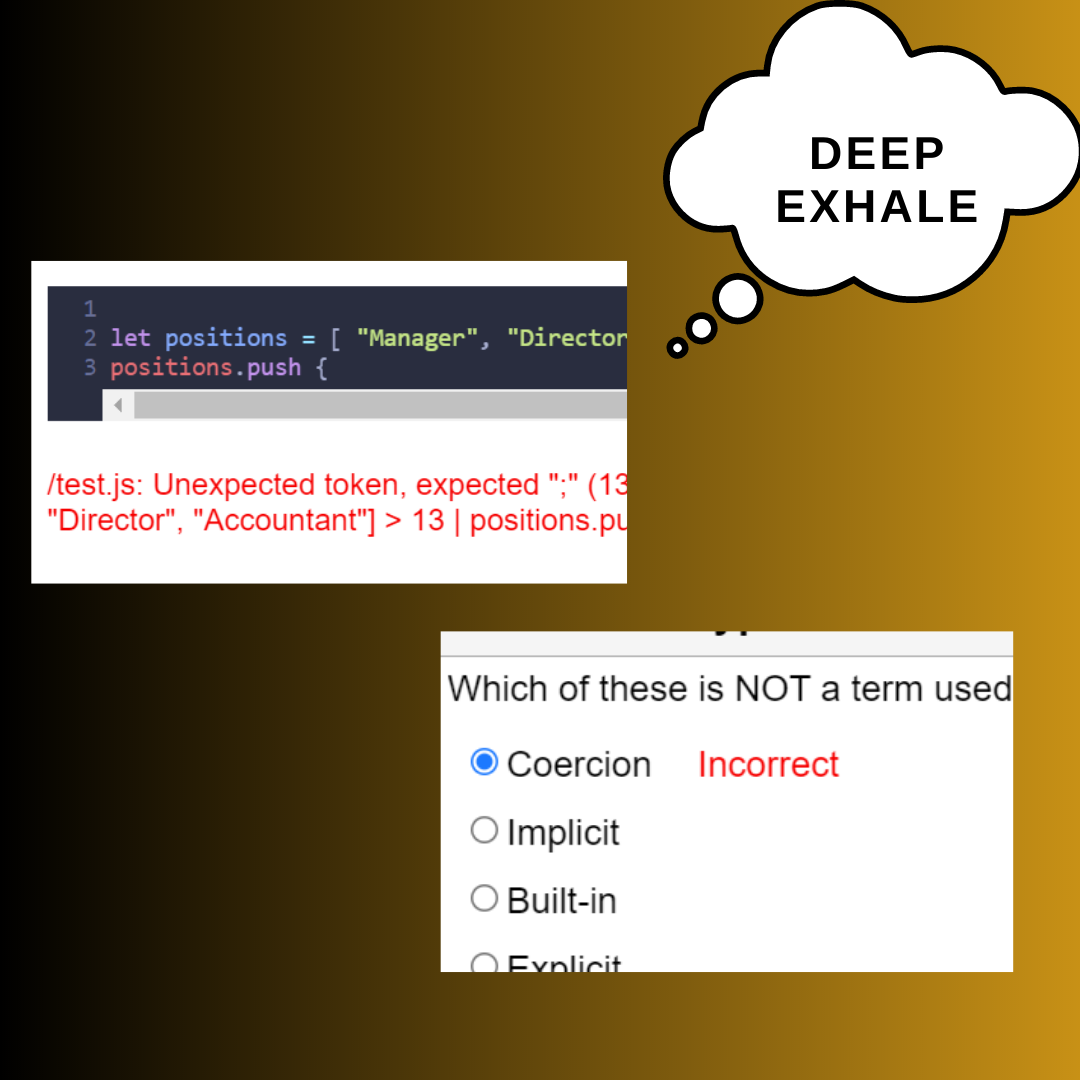 DEEP
EXHALE
1
2 let positions = [ "Manager", "Director
3 positions.push {
/test.js: Unexpected token, expected ";" (13
"Director", "Accountant"] > 13 | positions.pu
Which of these is NOT a term used
Coercion Incorrect
Implicit
Built-in
Explicit